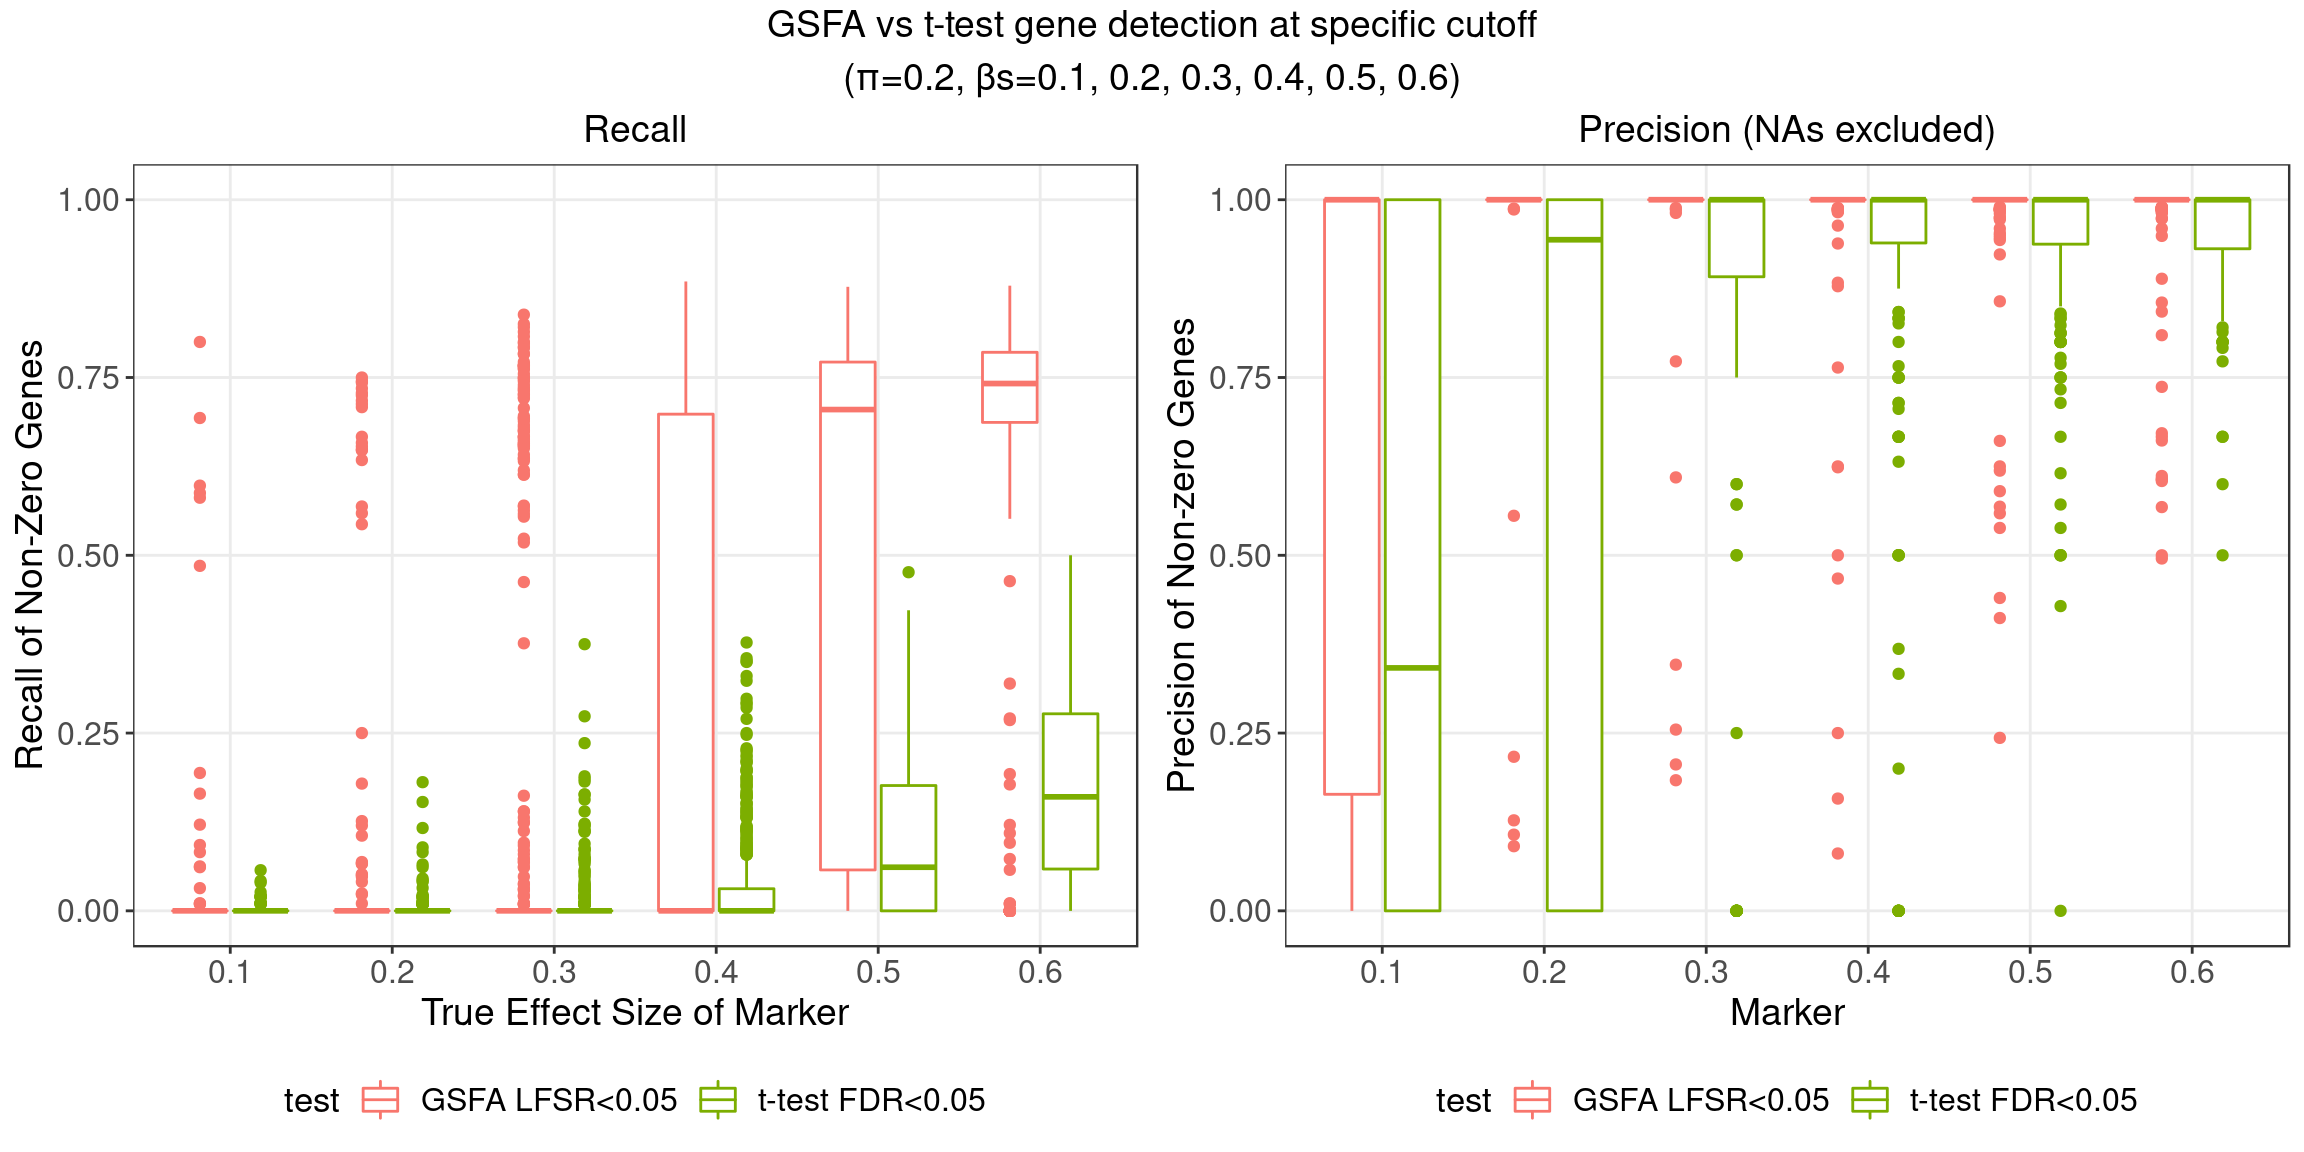 GSFA vs t-test gene detection at specific cutoff
(π=0.2, βs=0.1, 0.2, 0.3, 0.4, 0.5, 0.6)
Recall
Recall of Non-Zero Genes
1.00
0.75
0.50
0.25
0.00
0.1 0.2 0.3 0.4 0.5 0.6
True Effect Size of Marker
test GSFA LFSR<0.05 t-test FDR<0.05
Precision (NAs excluded)
Precision of Non-zero Genes
1.00
0.75
0.50
0.25
0.00
0.1 0.2 0.3 0.4 0.5 0.6
Marker
test GSFA LFSR<0.05 t-test FDR<0.05